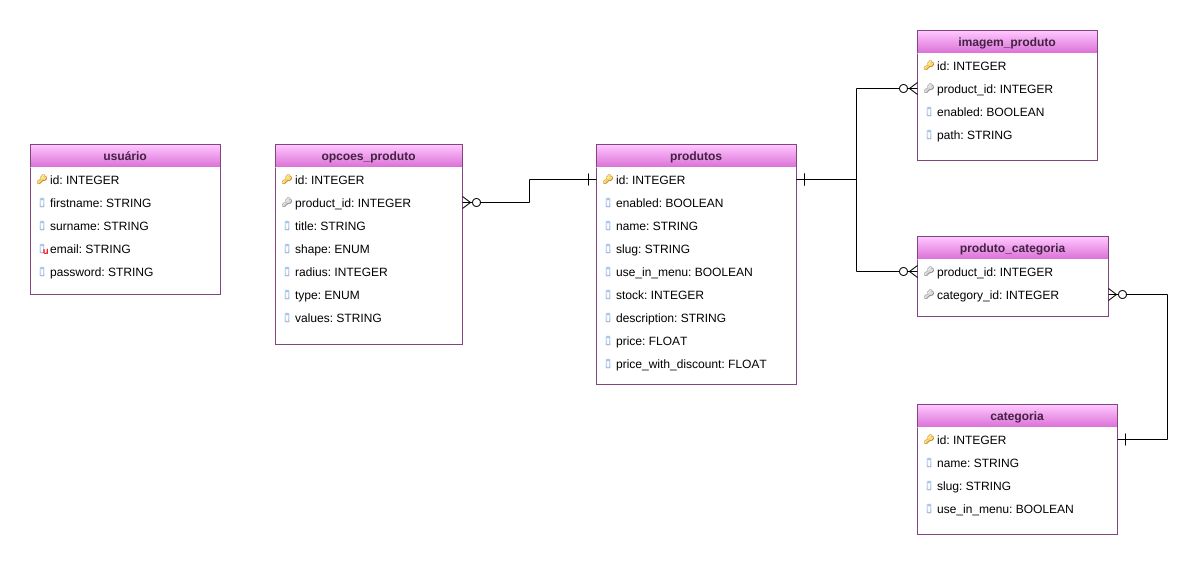 usuário
id: INTEGER
firstname: STRING
surname: STRING
email: STRING
password: STRING
opcoes_produto
id: INTEGER
product_id: INTEGER
title: STRING
shape: ENUM
radius: INTEGER
type: ENUM
values: STRING
produtos
id: INTEGER
enabled: BOOLEAN
name: STRING
slug: STRING
use_in_menu: BOOLEAN
stock: INTEGER
description: STRING
price: FLOAT
price_with_discount: FLOAT
imagem_produto
id: INTEGER
product_id: INTEGER
enabled: BOOLEAN
path: STRING
produto_categoria
product_id: INTEGER
category_id: INTEGER
categoria
id: INTEGER
name: STRING
slug: STRING
use_in_menu: BOOLEAN